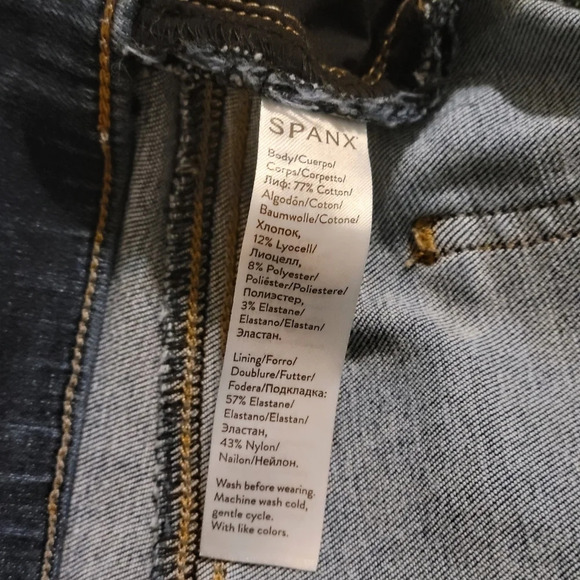 SPANX®
Body/Cuerpo/
Corps/Corpetto/
Лиф: 77% Cotton/
Algodón/Coton/
Baumwolle/Cotone/
Хлопок,
12% Lyocell/
Лиоцелл,
8% Polyester/
Poliéster/Poliestere/
Полиэстер,
3% Elastane/
Elastano/Elastan/
Эластан.
Lining/Forro/
Doublure/Futter/
Fodera/Подкладка:
57% Elastane/
Elastano/Elastan/
Эластан,
43% Nylon/
Nailon/Нейлон.
Wash before wearing.
Machine wash cold,
gentle cycle.
With like colors.